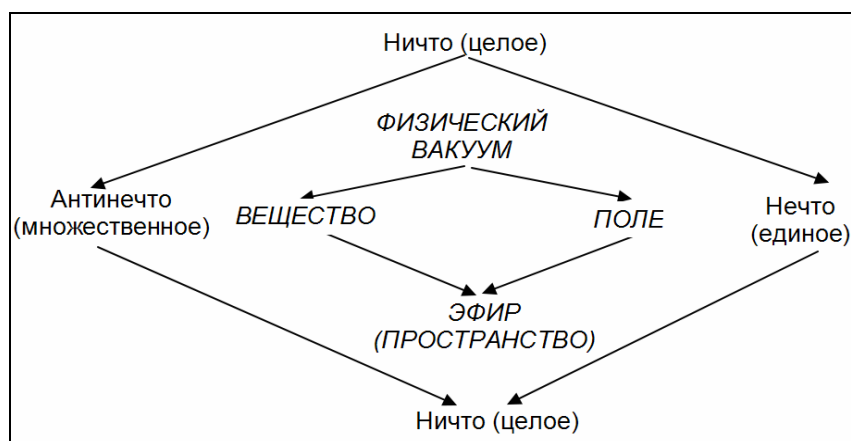 Ничто (целое)
ФИЗИЧЕСКИЙ
ВАКУУМ
Антинечто
(множественное)
ВЕЩЕСТВО
ПОЛЕ
Нечто
(единое)
ЭФИР
(ПРОСТРАНСТВО)
Ничто (целое)